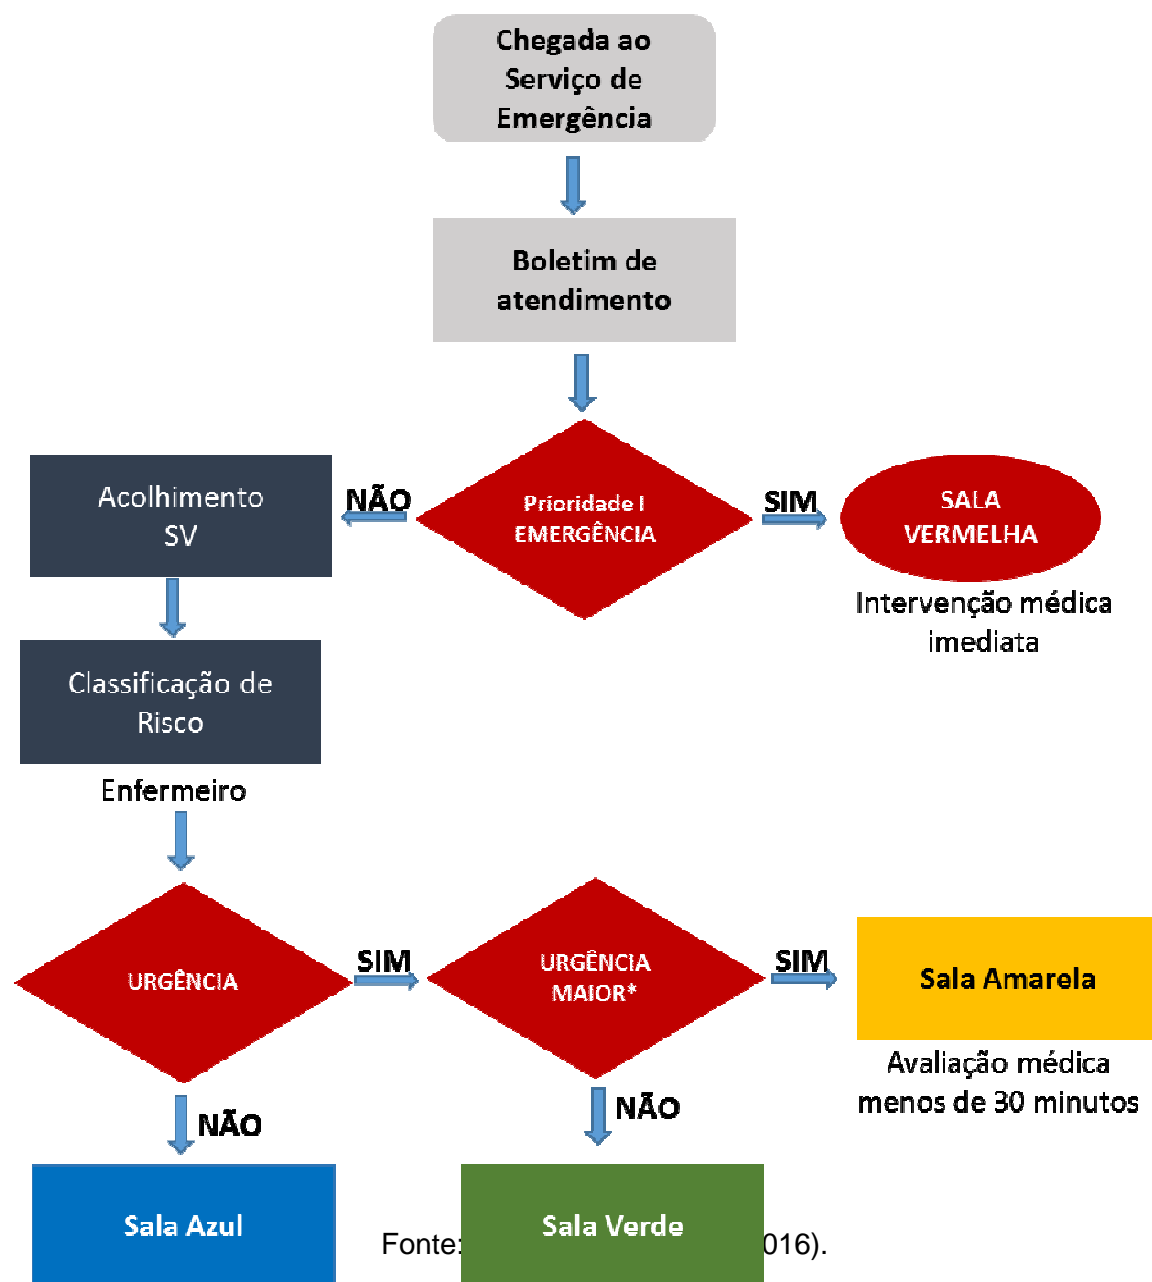 Chegada ao
Serviço de
Emergência
Boletim de
atendimento
Prioridade I
EMERGÊNCIA
NÃO
SIM
Acolhimento
SV
SALA
VERMELHA
Intervenção médica
imediata
Classificação de
Risco
Enfermeiro
URGÊNCIA
SIM
URGÊNCIA
MAIOR*
SIM
Sala Amarela
Avaliação médica
menos de 30 minutos
NÃO
NÃO
Sala Azul
Sala Verde
Fonte: 016).